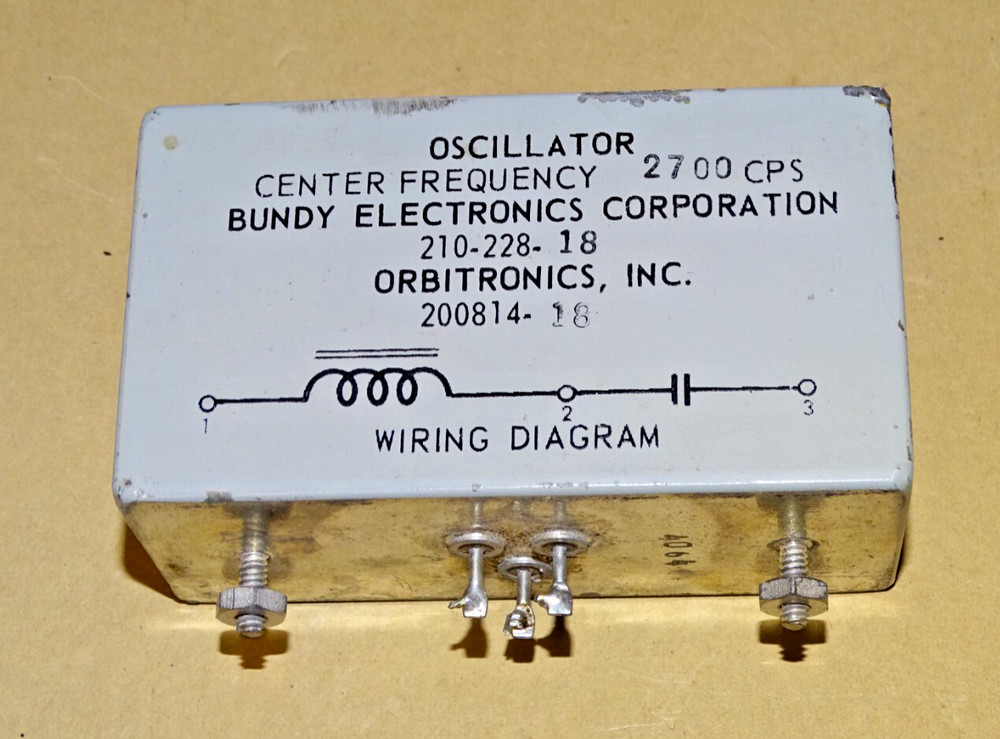 OSCILLATOR
CENTER FREQUENCY 2700 CPS
BUNDY ELECTRONICS CORPORATION
210-228-18
ORBITRONICS, INC.
200814-18
1 2 3
WIRING DIAGRAM